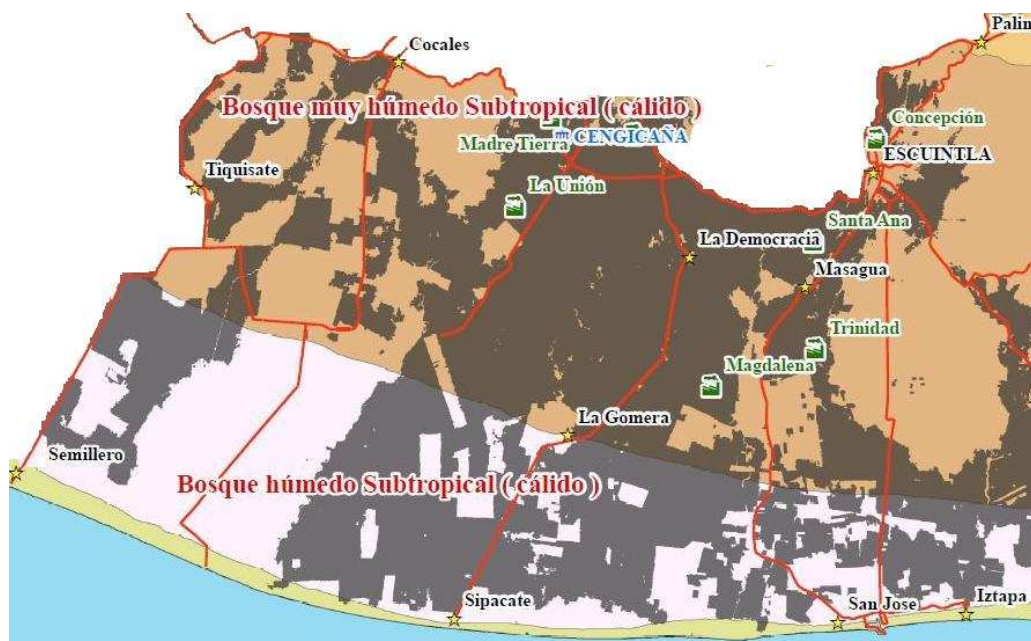 Palin
Cocales
Bosque muy húmedo Subtropical ( cálido )
Concepción
CENGICAÑA
Madre Tierra
ESCUINTLA
Tiquisate
La Unión
Santa Ana
La Democracia
Masagua
Trinidad
Magdalena
La Gomera
Semillero
Bosque húmedo Subtropical ( cálido )
Sipacate
San Jose
Iztapa